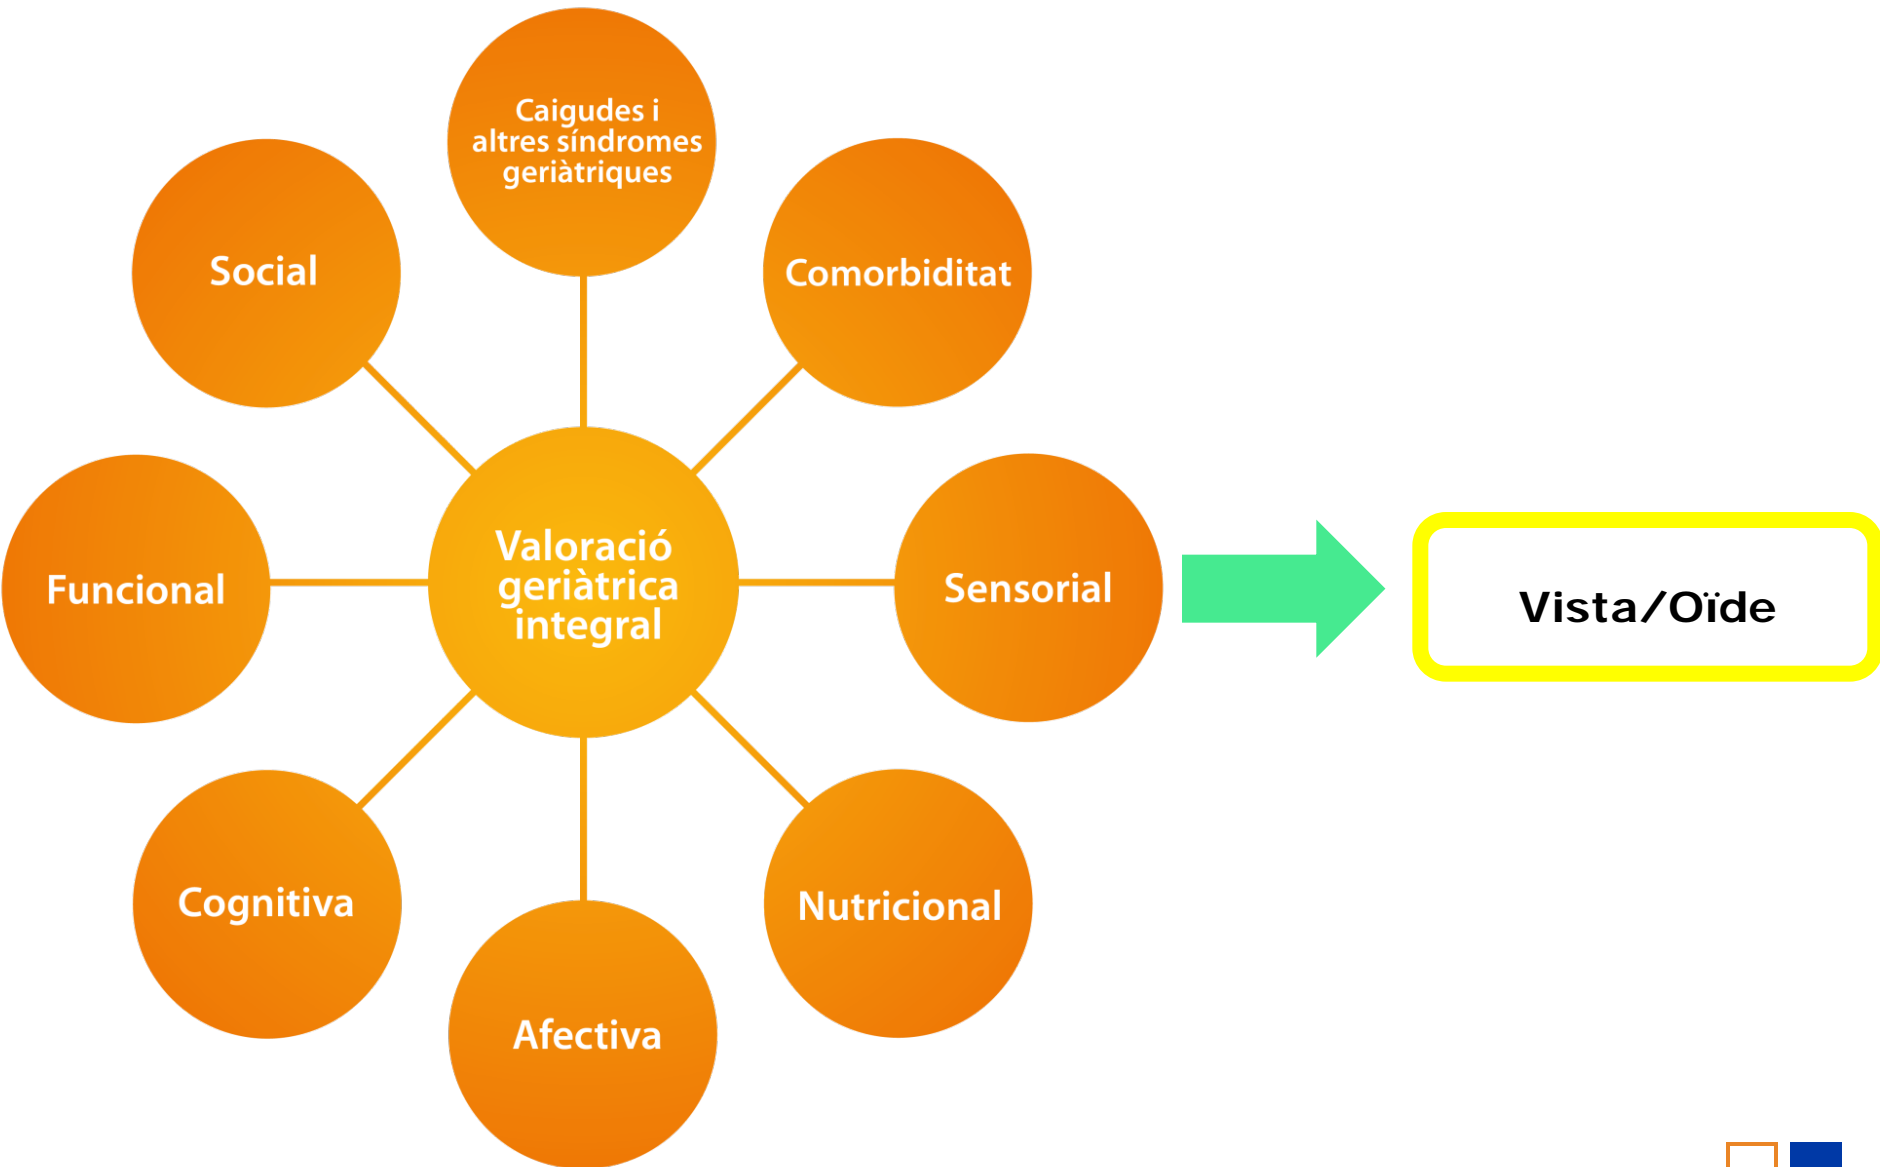 Caigudes i
altres síndromes
geriàtriques
Social
Comorbiditat
Valoració
geriàtrica
integral
Funcional
Sensorial
Vista/Oïde
Cognitiva
Nutricional
Afectiva